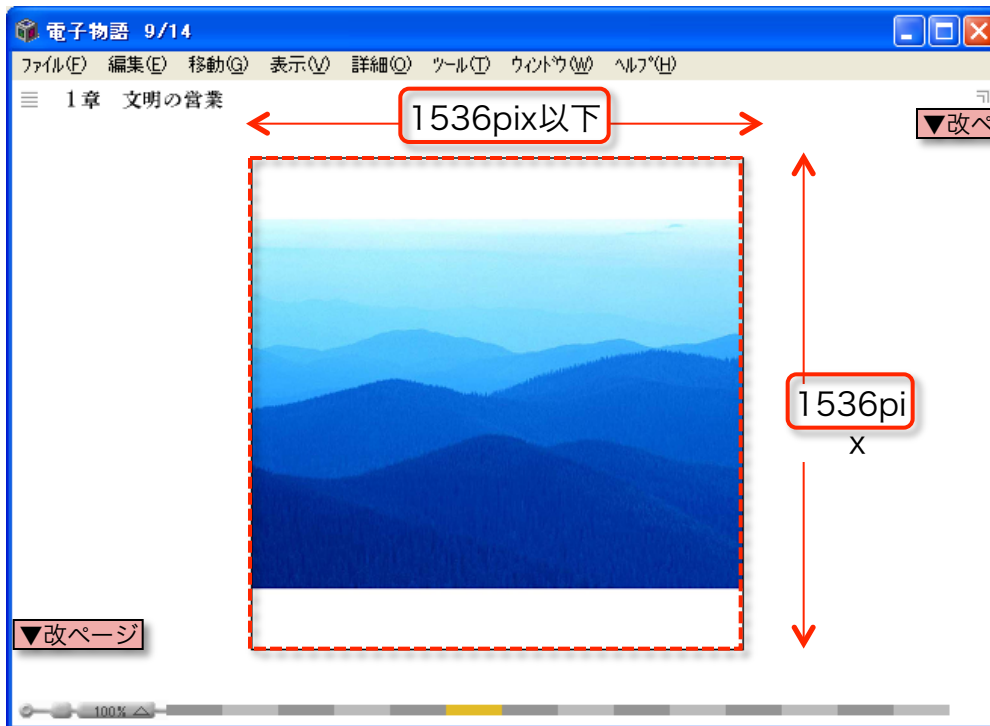 電子物語 9/14
ファイル(F) 編集(E) 移動(G) 表示(V) 詳細(O) ツール(T) ウィンドウ(W) ヘルプ(H)
1章 文明の営業
1536pix以下
▼改ペ
1536pi
x
▼改ページ
100%